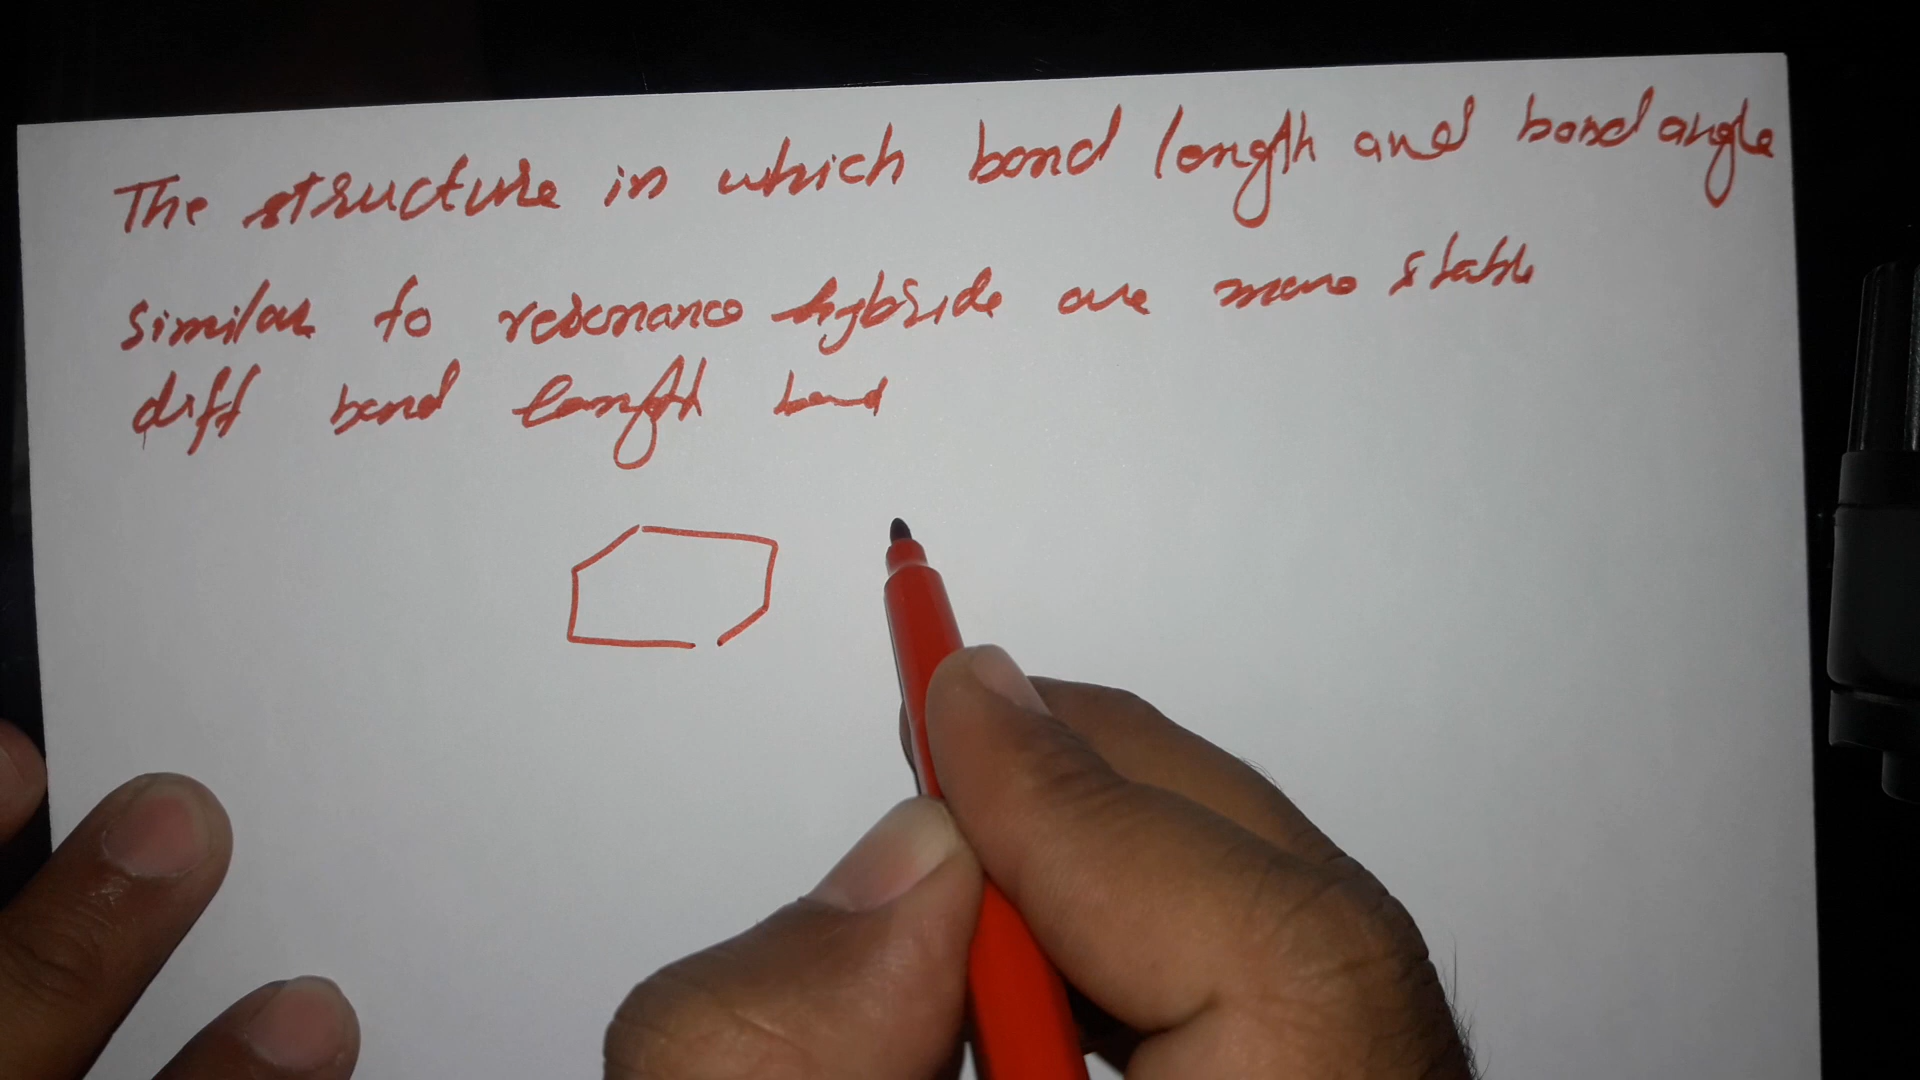 The structure in which bond length and bond angle
similar to resonance hybride are more stable
diff bond length bond